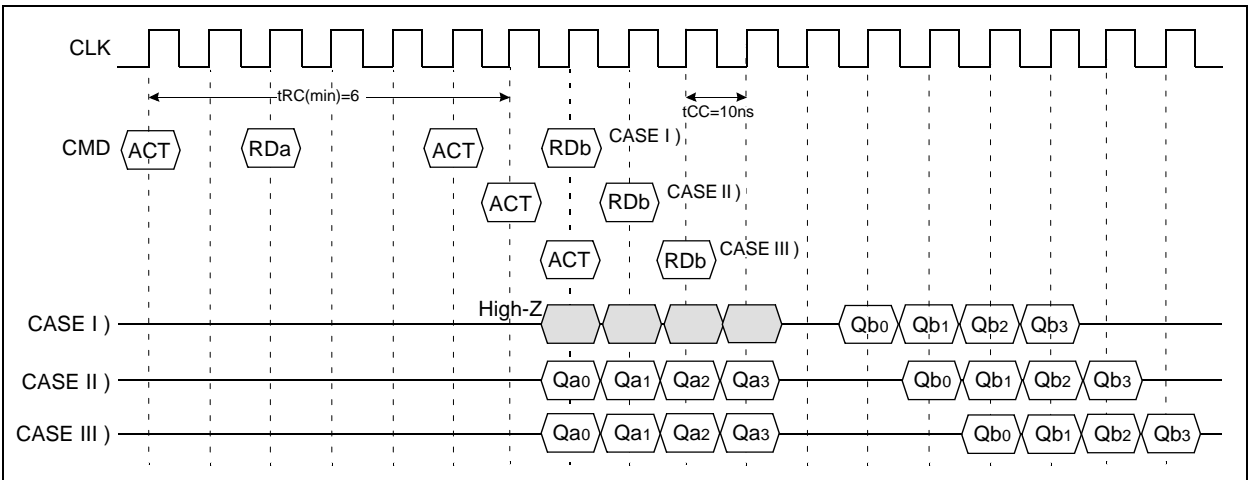 CLK
tRC(min)=6
tCC=10ns
CMD ACT RDa ACT RDb CASE I )
ACT RDb CASE II )
ACT RDb CASE III )
High-Z
CASE I ) Qb0 Qb1 Qb2 Qb3
CASE II ) Qa0 Qa1 Qa2 Qa3 Qb0 Qb1 Qb2 Qb3
CASE III ) Qa0 Qa1 Qa2 Qa3 Qb0 Qb1 Qb2 Qb3